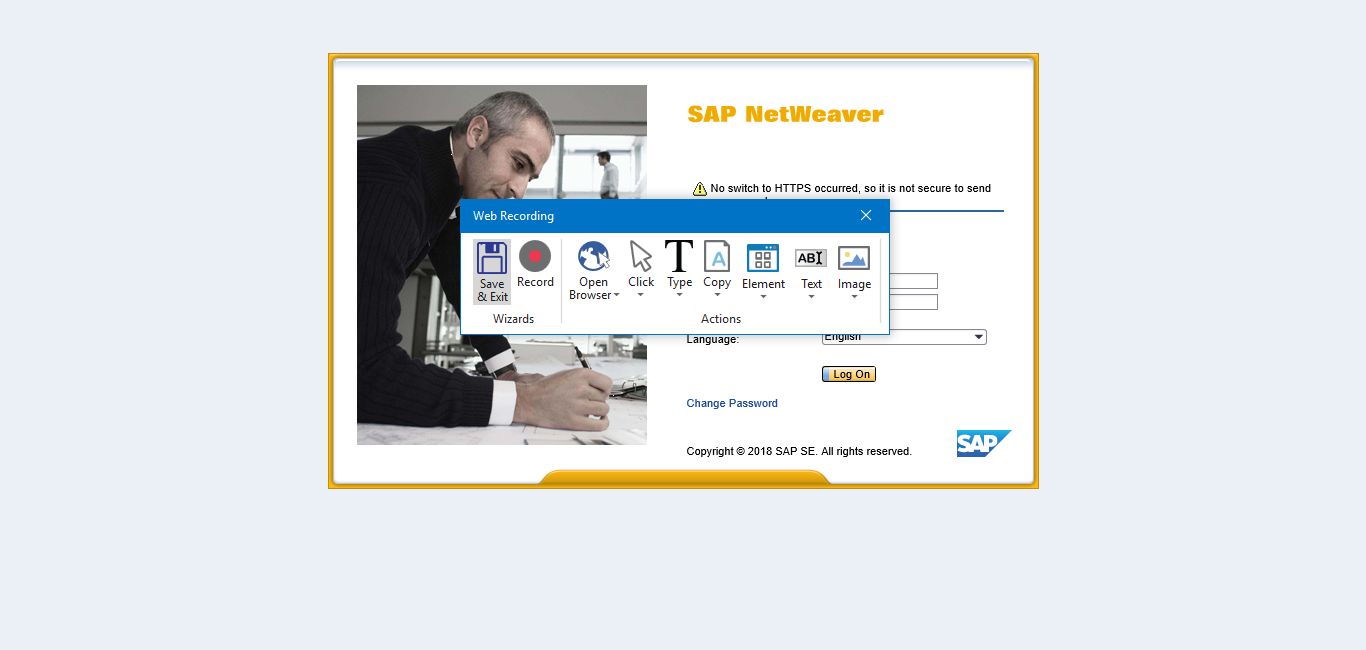 SAP NetWeaver
No switch to HTTPS occurred, so it is not secure to send
Web Recording
Save
& Exit
Record
Open
Browser
Click
Type
Copy
Element
Text
Image
Wizards
Actions
Language:
English
Log On
Change Password
Copyright © 2018 SAP SE. All rights reserved.
SAP